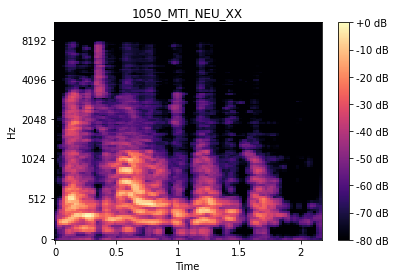 1050_MTI_NEU_XX
8192
4096
2048
1024
512
0
Hz
0
0.5
1
1.5
2
Time
+0 dB
-10 dB
-20 dB
-30 dB
-40 dB
-50 dB
-60 dB
-70 dB
-80 dB